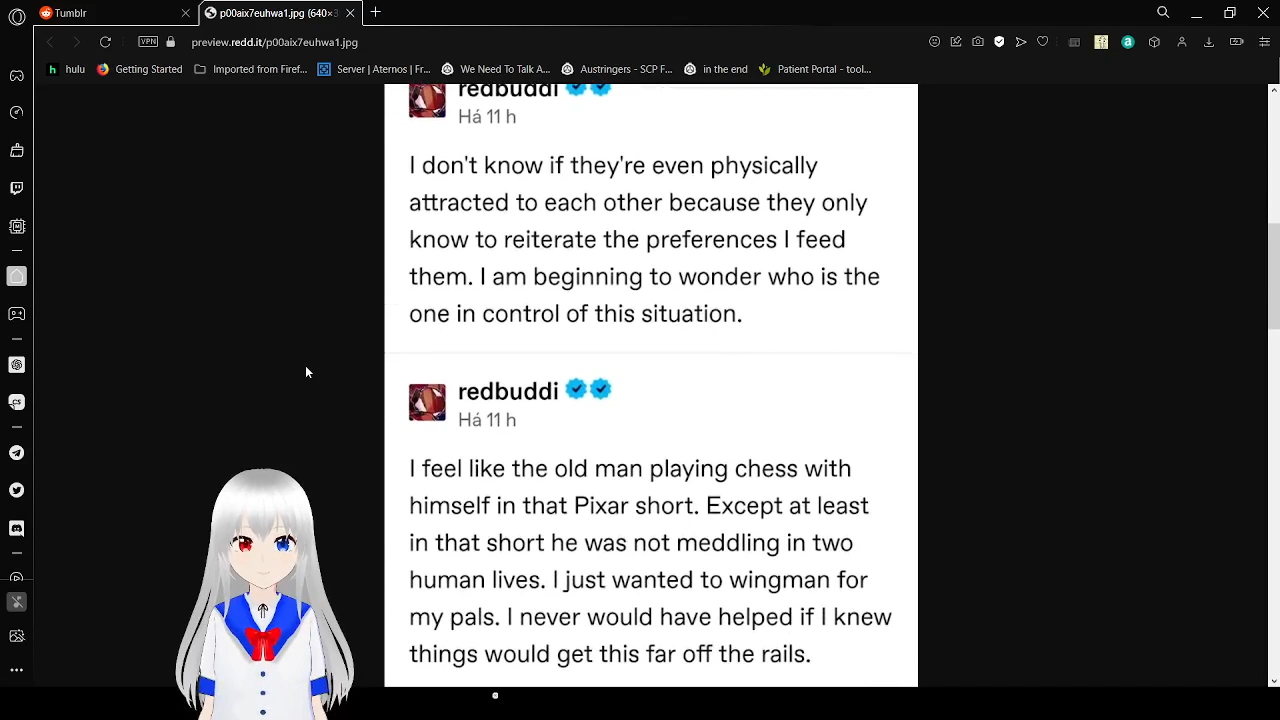 Tumblr
p00aix7euhwa1.jpg (640×3
VPN
preview.redd.it/p00aix7euhwa1.jpg
hulu
Getting Started
Imported from Firef...
Server | Aternos | Fr...
We Need To Talk A...
Austringers - SCP F...
in the end
Patient Portal - tool...
redbuddi
Há 11 h
I don't know if they're even physically
attracted to each other because they only
know to reiterate the preferences I feed
them. I am beginning to wonder who is the
one in control of this situation.
redbuddi
Há 11 h
I feel like the old man playing chess with
himself in that Pixar short. Except at least
in that short he was not meddling in two
human lives. I just wanted to wingman for
my pals. I never would have helped if I knew
things would get this far off the rails.